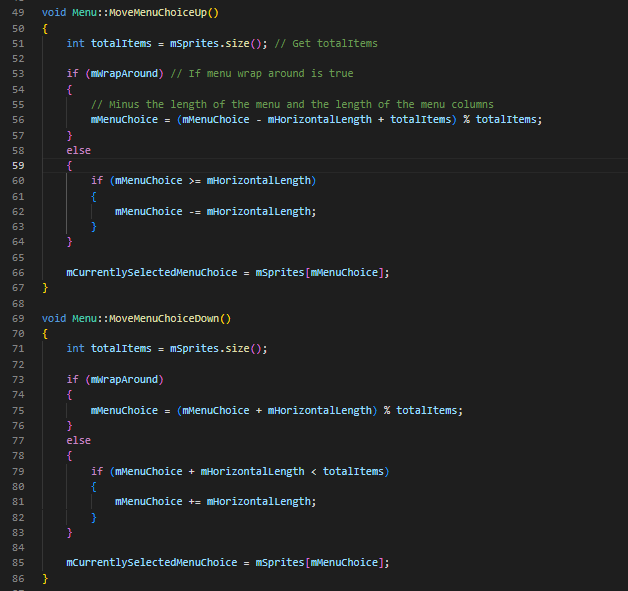 49 void Menu::MoveMenuChoiceUp()
50 {
51     int totalItems = mSprites.size(); // Get totalItems
52
53     if (mWrapAround) // If menu wrap around is true
54     {
55         // Minus the length of the menu and the length of the menu columns
56         mMenuChoice = (mMenuChoice - mHorizontalLength + totalItems) % totalItems;
57     }
58     else
59     {
60         if (mMenuChoice >= mHorizontalLength)
61         {
62             mMenuChoice -= mHorizontalLength;
63         }
64     }
65
66     mCurrentlySelectedMenuChoice = mSprites[mMenuChoice];
67 }
68
69 void Menu::MoveMenuChoiceDown()
70 {
71     int totalItems = mSprites.size();
72
73     if (mWrapAround)
74     {
75         mMenuChoice = (mMenuChoice + mHorizontalLength) % totalItems;
76     }
77     else
78     {
79         if (mMenuChoice + mHorizontalLength < totalItems)
80         {
81             mMenuChoice += mHorizontalLength;
82         }
83     }
84
85     mCurrentlySelectedMenuChoice = mSprites[mMenuChoice];
86 }